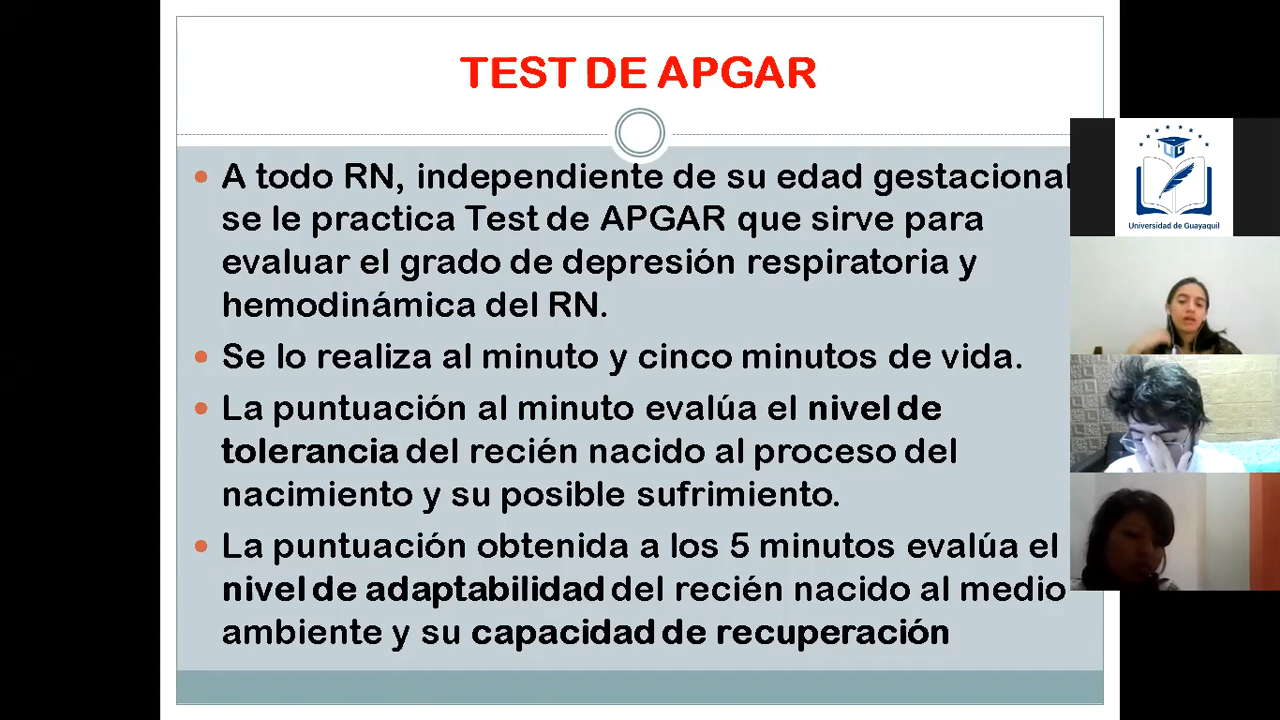 TEST DE APGAR
A todo RN, independiente de su edad gestacional
se le practica Test de APGAR que sirve para
evaluar el grado de depresión respiratoria y
hemodinámica del RN.
Se lo realiza al minuto y cinco minutos de vida.
La puntuación al minuto evalúa el nivel de
tolerancia del recién nacido al proceso del
nacimiento y su posible sufrimiento.
La puntuación obtenida a los 5 minutos evalúa el
nivel de adaptabilidad del recién nacido al medio
ambiente y su capacidad de recuperación
UG
Universidad de Guayaquil